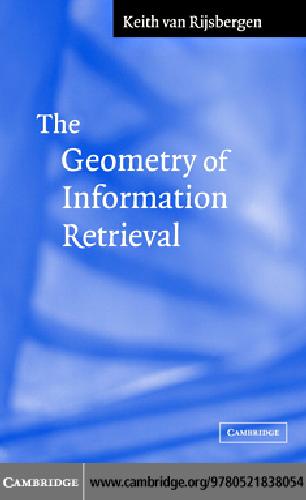 Keith van Rijsbergen
The
Geometry of
Information
Retrieval
CAMBRIDGE
CAMBRIDGE www.cambridge.org/9780521838054